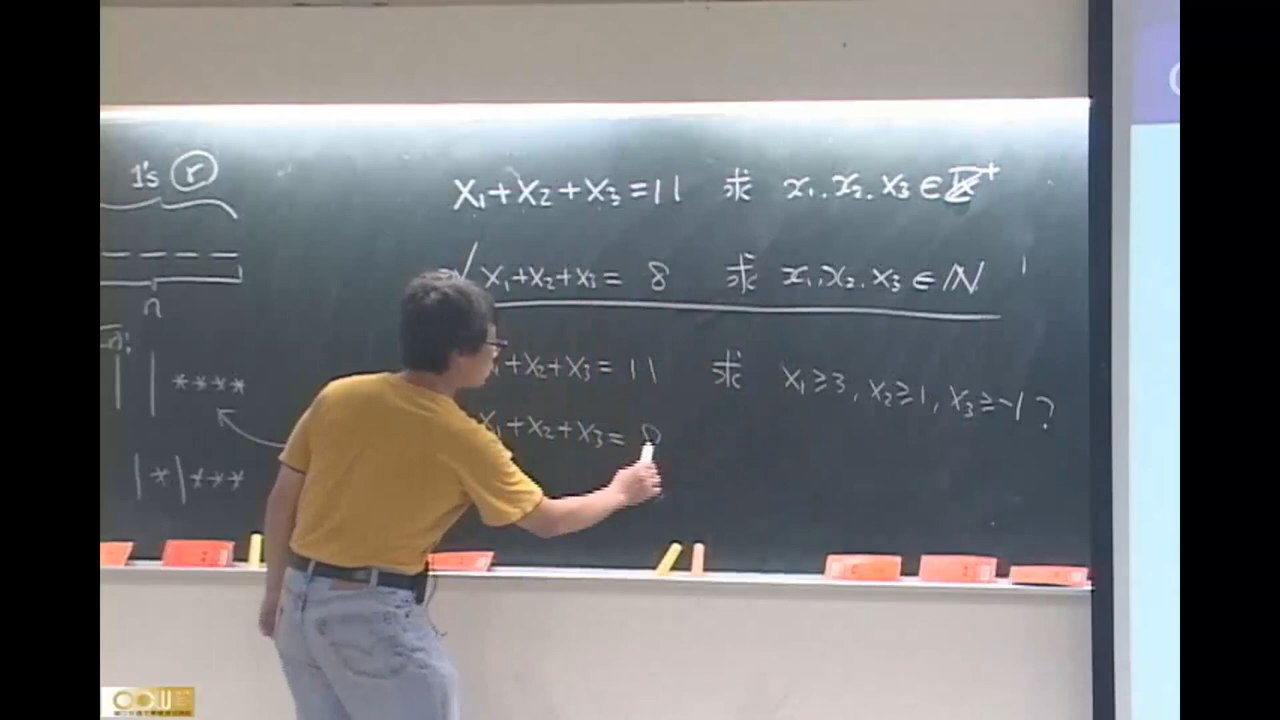 1's r
n
| | ****
| * | ***
X₁+X₂+X₃=11 求 x₁, x₂, x₃ ∈ Z⁺
√ x₁+x₂+x₃= 8 求 x₁, x₂, x₃ ∈ N
+x₂+x₃= 11 求 x₁≥3, x₂≥1, x₃≥-1?
x₁+x₂+x₃=
OCW